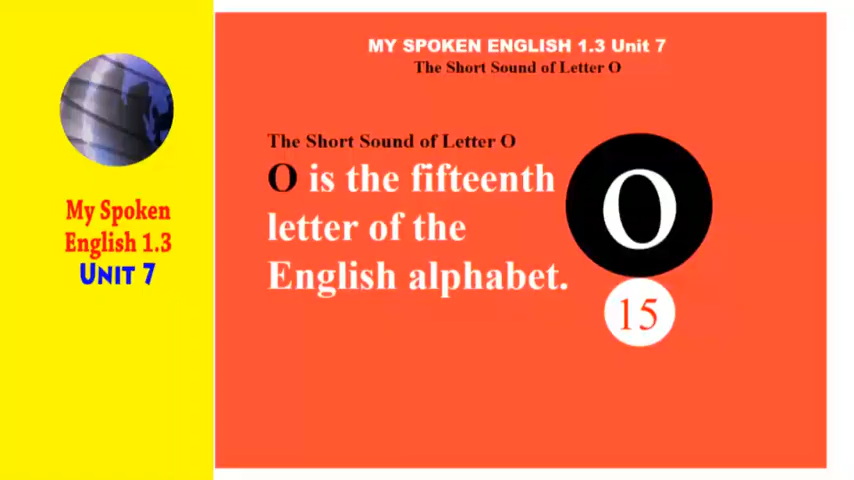 MY SPOKEN ENGLISH 1.3 Unit 7
The Short Sound of Letter O
My Spoken
English 1.3
UNIT 7
The Short Sound of Letter O
O is the fifteenth
letter of the
English alphabet.
O
15